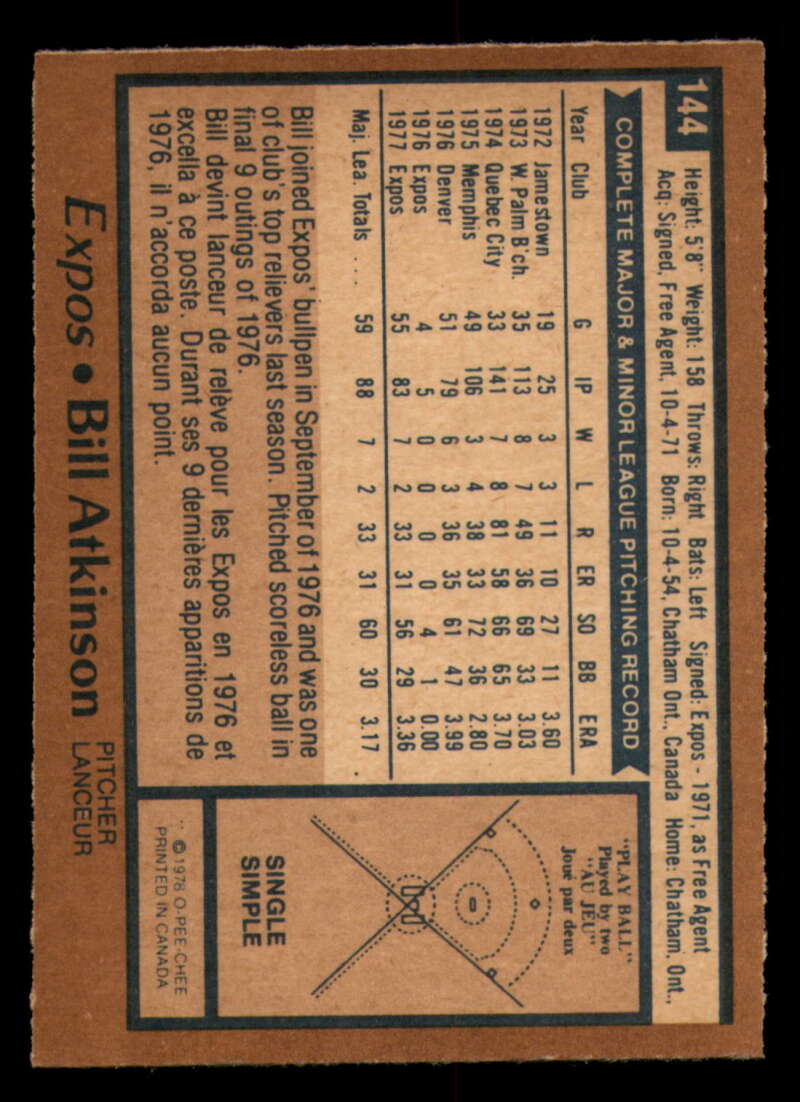 144
Height: 5'8" Weight: 158 Throws: Right Bats: Left Signed: Expos - 1971, as Free Agent
Acq: Signed, Free Agent, 10-4-71 Born: 10-4-54, Chatham Ont., Canada Home: Chatham, Ont.,
COMPLETE MAJOR & MINOR LEAGUE PITCHING RECORD
Year Club G IP W L R ER SO BB ERA
1972 Jamestown 19 25 3 3 11 10 27 11 3.60
1973 W. Palm B'ch. 35 113 8 7 49 36 69 33 3.03
1974 Quebec City 33 141 7 8 81 58 66 65 3.70
1975 Memphis 49 106 3 4 38 33 72 36 2.80
1976 Denver 51 79 6 3 36 35 61 47 3.99
1976 Expos 4 5 0 0 0 0 4 1 0.00
1977 Expos 55 83 7 2 33 31 56 29 3.36
Maj. Lea. Totals .... 59 88 7 2 33 31 60 30 3.17
Bill joined Expos' bullpen in September of 1976 and was one
of club's top relievers last season. Pitched scoreless ball in
final 9 outings of 1976.
Bill devint lanceur de relève pour les Expos en 1976 et
excella à ce poste. Durant ses 9 dernières apparitions de
1976, il n'accorda aucun point.
"PLAY BALL"
Played by two
"AU JEU"
Joué par deux
SINGLE
SIMPLE
©1978 O-PEE-CHEE
PRINTED IN CANADA
Expos • Bill Atkinson PITCHER
LANCEUR